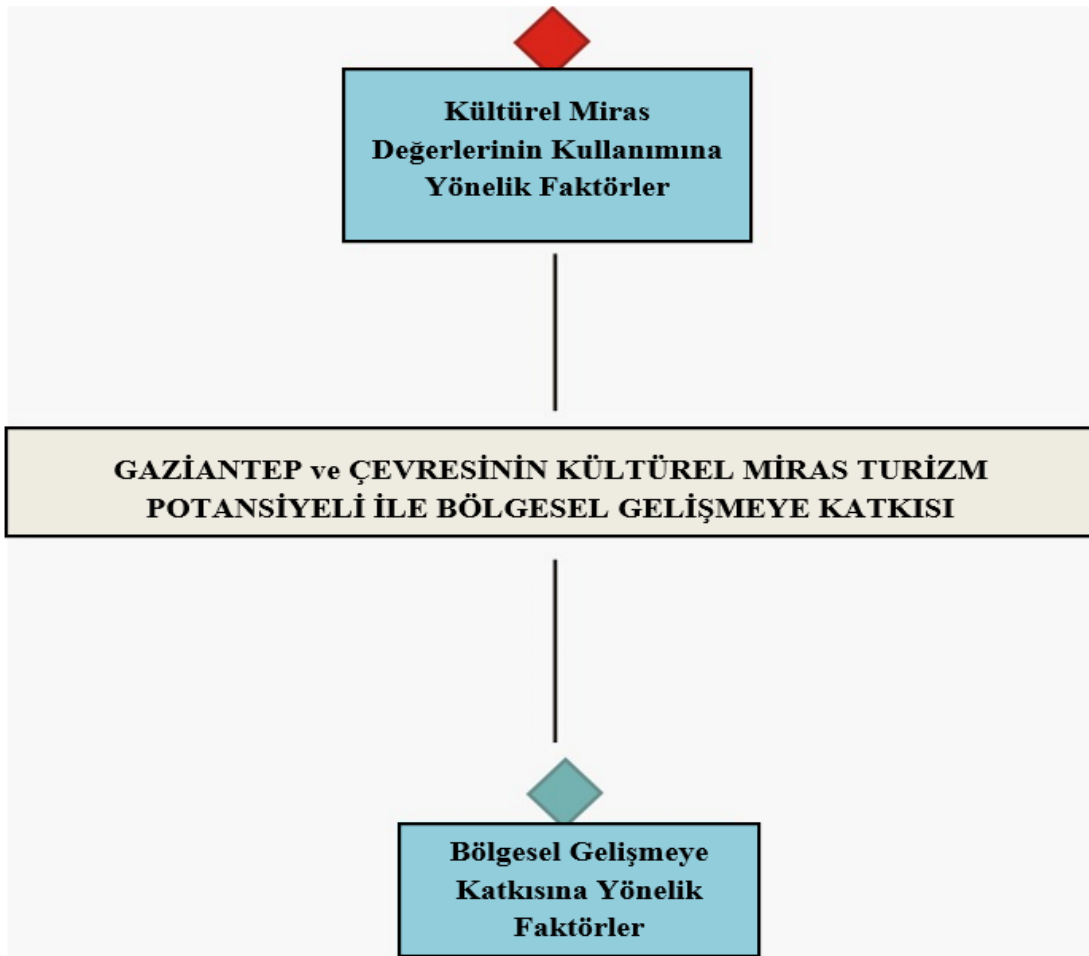 Kültürel Miras
Değerlerinin Kullanımına
Yönelik Faktörler
GAZİANTEP ve ÇEVRESİNİN KÜLTÜREL MİRAS TURİZM
POTANSİYELİ İLE BÖLGESEL GELİŞMEYE KATKISI
Bölgesel Gelişmeye
Katkısına Yönelik
Faktörler